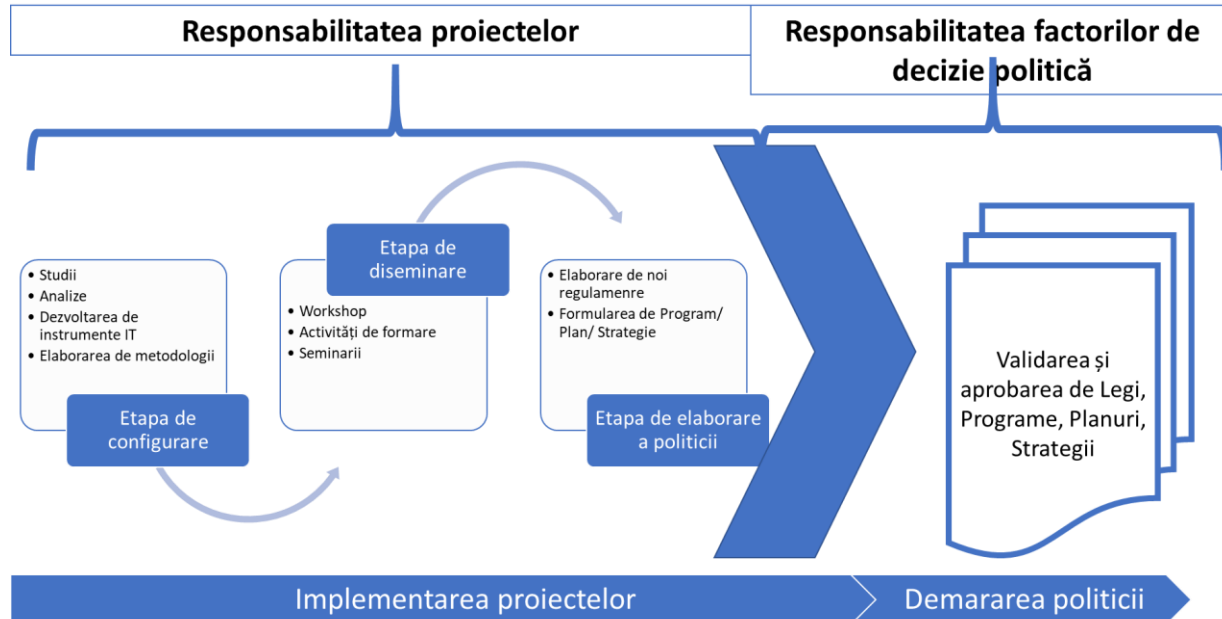 Responsabilitatea proiectelor
Responsabilitatea factorilor de
decizie politică
• Studii
• Analize
• Dezvoltarea de
instrumente IT
• Elaborarea de metodologii
Etapa de
configurare
Etapa de
diseminare
• Workshop
• Activități de formare
• Seminarii
• Elaborare de noi
regulamenre
• Formularea de Program/
Plan/ Strategie
Etapa de elaborare
a politicii
Validarea și
aprobarea de Legi,
Programe, Planuri,
Strategii
Implementarea proiectelor
Demararea politicii